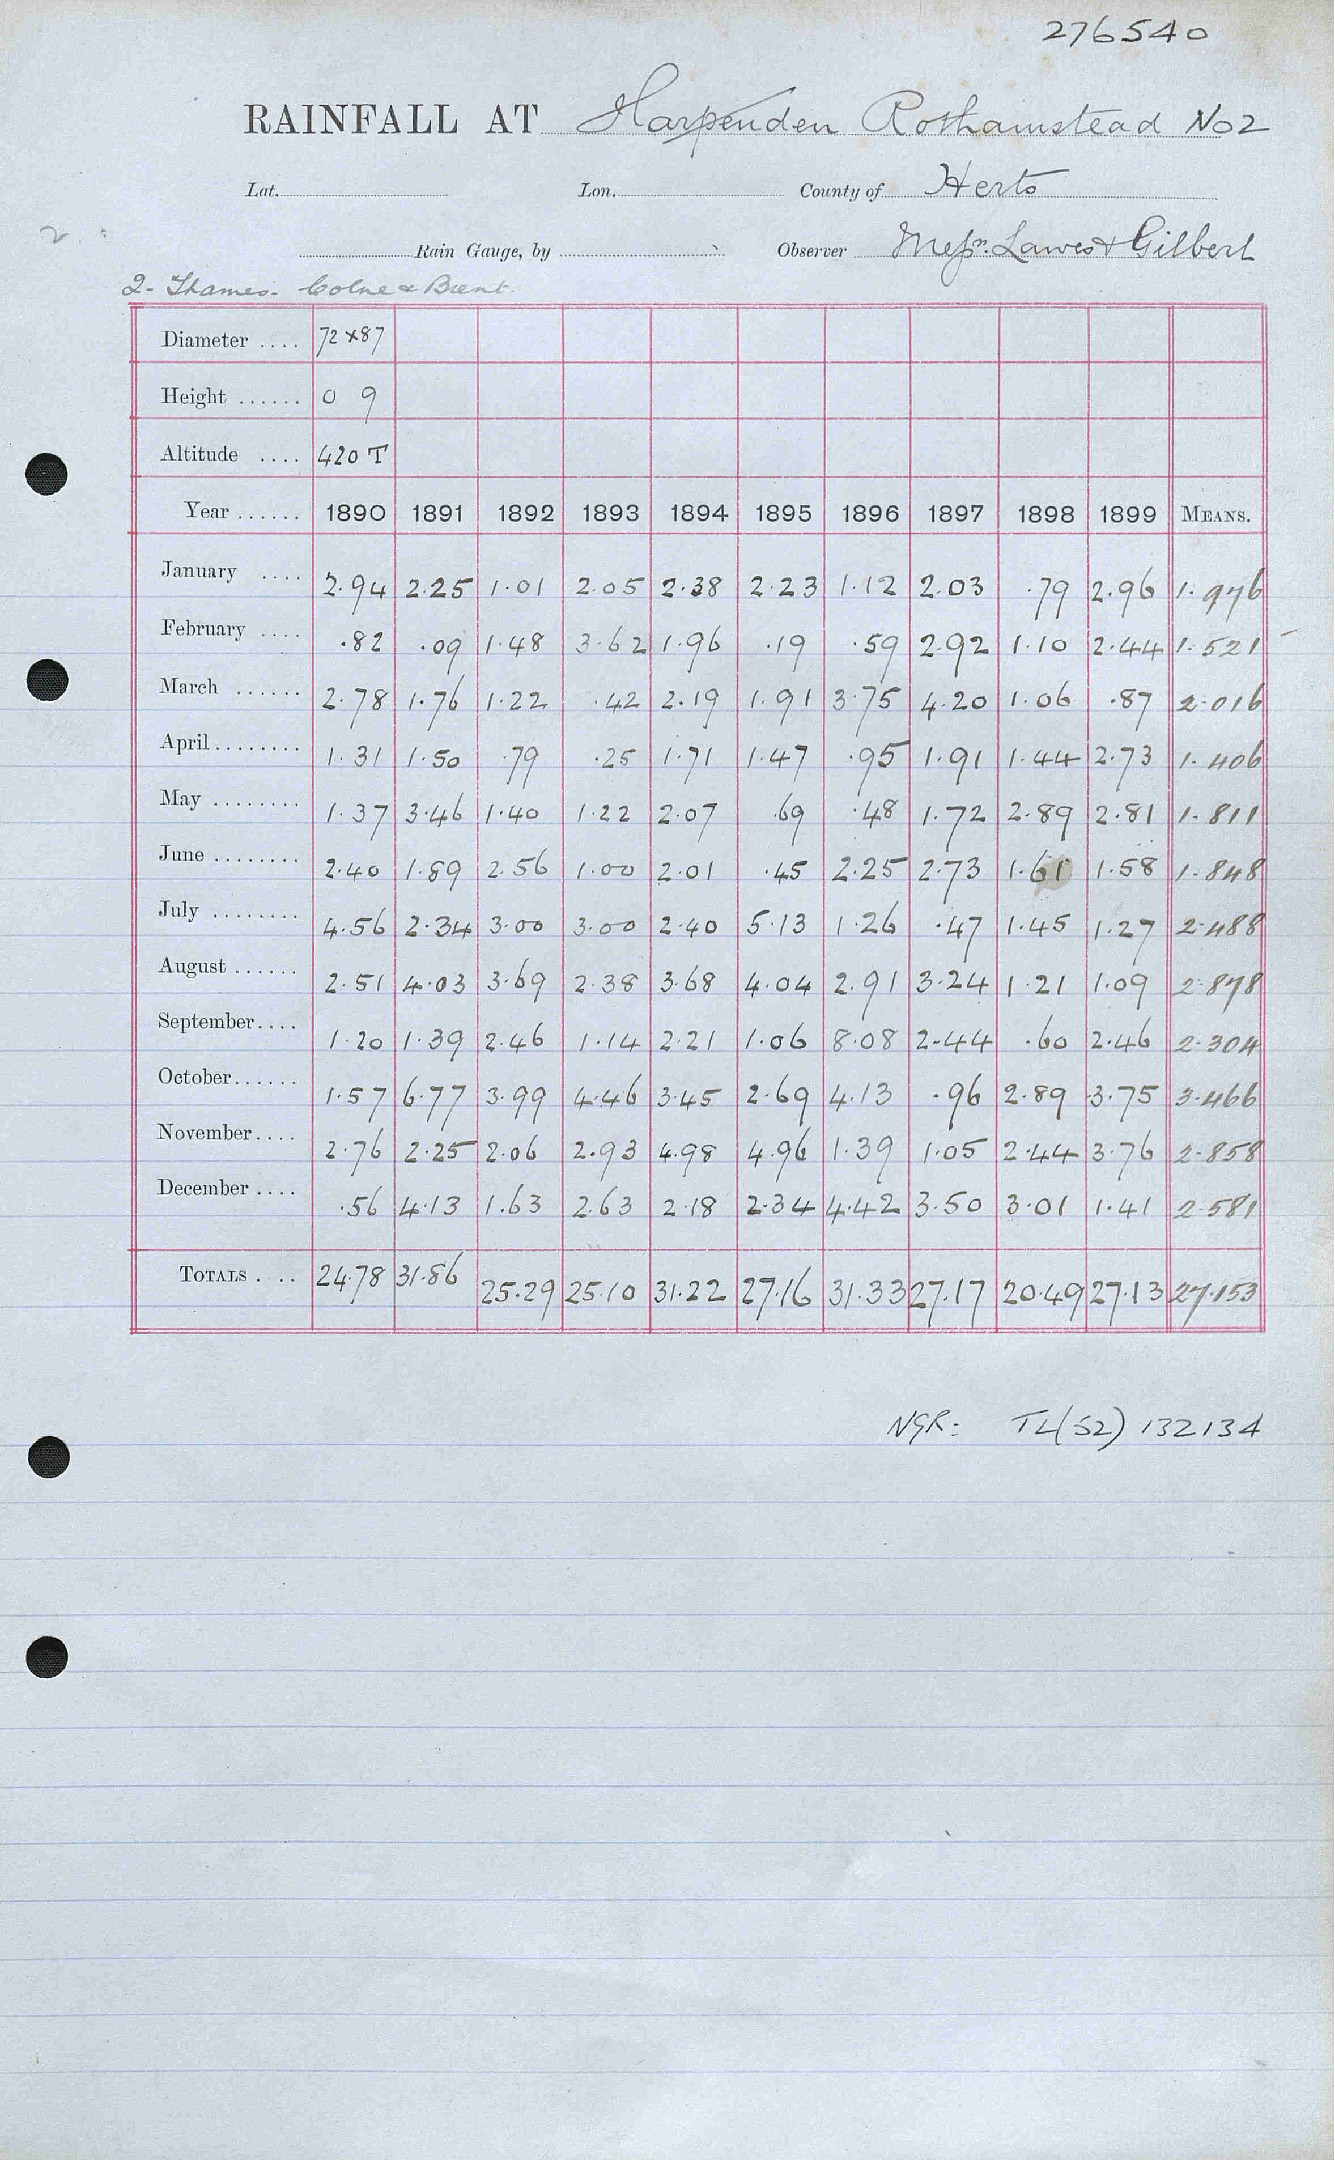 276540
RAINFALL AT Harpenden Rothamstead No2
Lat. Lon. County of Herts
2
Rain Gauge, by Observer Messrs. Lawes & Gilbert
2- Thames- Colne & Brent.
Diameter .... 72 x 87
Height ...... 0 9
Altitude .... 420 T
Year ...... 1890 1891 1892 1893 1894 1895 1896 1897 1898 1899 MEANS.
January .... 2.94 2.25 1.01 2.05 2.38 2.23 1.12 2.03 .79 2.96 1.976
February .... .82 .09 1.48 3.62 1.96 .19 .59 2.92 1.10 2.44 1.521
March ...... 2.78 1.76 1.22 .42 2.19 1.91 3.75 4.20 1.06 .87 2.016
April ........ 1.31 1.50 .79 .25 1.71 1.47 .95 1.91 1.44 2.73 1.406
May ........ 1.37 3.46 1.40 1.22 2.07 .69 .48 1.72 2.89 2.81 1.811
June ........ 2.40 1.89 2.56 1.00 2.01 .45 2.25 2.73 1.61 1.58 1.848
July ........ 4.56 2.34 3.00 3.00 2.40 5.13 1.26 .47 1.45 1.27 2.488
August ...... 2.51 4.03 3.69 2.38 3.68 4.04 2.91 3.24 1.21 1.09 2.878
September .... 1.20 1.39 2.46 1.14 2.21 1.06 8.08 2.44 .60 2.46 2.304
October ...... 1.57 6.77 3.99 4.46 3.45 2.69 4.13 .96 2.89 3.75 3.466
November .... 2.76 2.25 2.06 2.93 4.98 4.96 1.39 1.05 2.44 3.76 2.858
December .... .56 4.13 1.63 2.63 2.18 2.34 4.42 3.50 3.01 1.41 2.581
TOTALS .... 24.78 31.86 25.29 25.10 31.22 27.16 31.33 27.17 20.49 27.13 27.153
NGR: TL(52) 132134